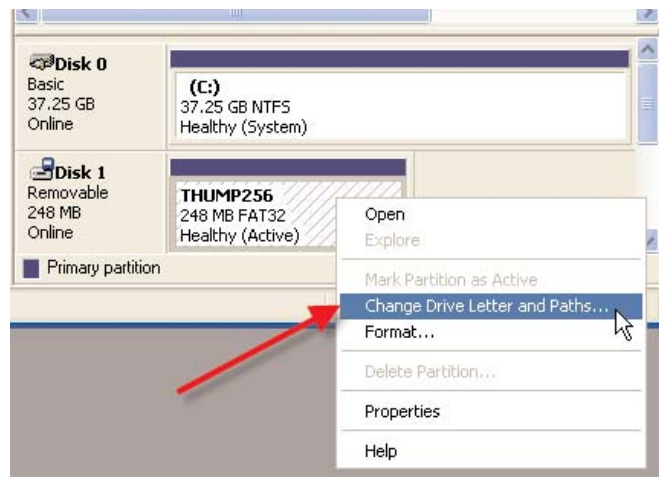 Disk 0
Basic
37.25 GB
Online
(C:)
37.25 GB NTFS
Healthy (System)
Disk 1
Removable
248 MB
Online
THUMP256
248 MB FAT32
Healthy (Active)
Primary partition
Open
Explore
Mark Partition as Active
Change Drive Letter and Paths...
Format...
Delete Partition...
Properties
Help